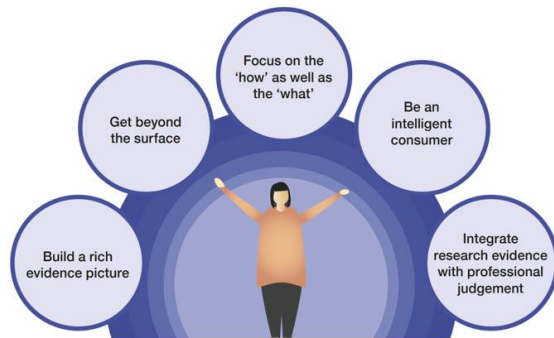 Build a rich
evidence picture
Get beyond
the surface
Focus on the
‘how’ as well as
the ‘what’
Be an
intelligent
consumer
Integrate
research evidence
with professional
judgement